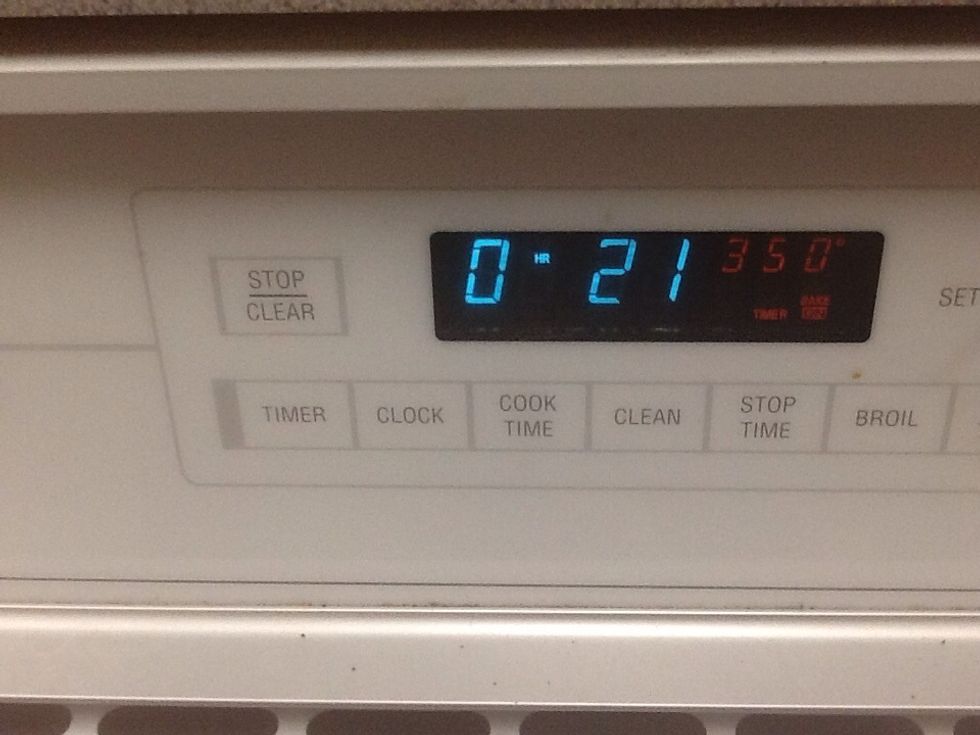 0 HR 21 350°
TIMER BAKE
ON
STOP
CLEAR
SET
TIMER CLOCK COOK TIME CLEAN STOP TIME BROIL